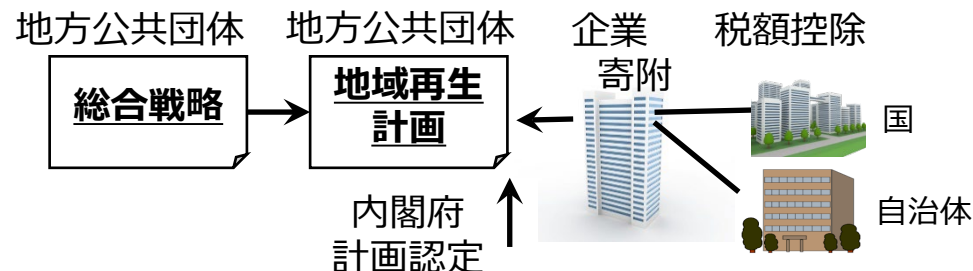 地方公共団体
総合戦略
地方公共団体
地域再生
計画
内閣府
計画認定
企業
寄附
税額控除
国
自治体